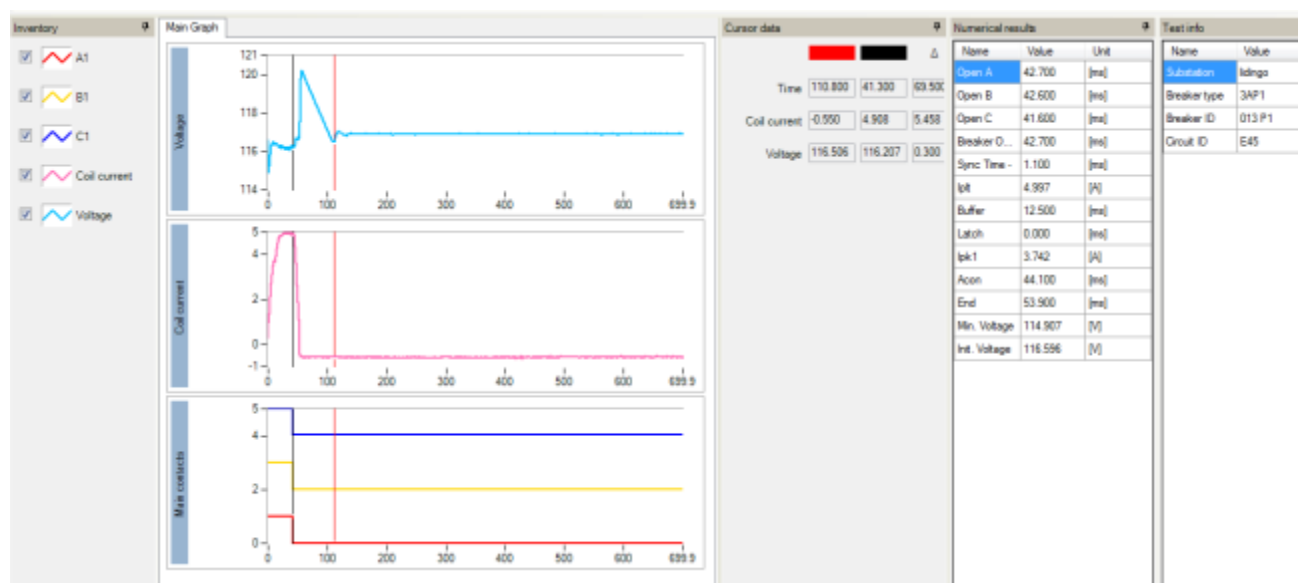 Inventory
A1
B1
C1
Coil current
Voltage
Main Graph
Voltage
121
120
118
116
114
0 100 200 300 400 500 600 699.9
Coil current
5
4
2
0
-1
0 100 200 300 400 500 600 699.9
Main contacts
5
4
2
0
0 100 200 300 400 500 600 699.9
Cursor data
Δ
Time 110.800 41.300 69.500
Coil current -0.550 4.908 5.458
Voltage 116.506 116.207 0.300
Numerical results
Name Value Unit
Open A 42.700 [ms]
Open B 42.600 [ms]
Open C 41.600 [ms]
Breaker O... 42.700 [ms]
Sync Time - 1.100 [ms]
Iplt 4.997 [A]
Buffer 12.500 [ms]
Latch 0.000 [ms]
Ipk1 3.742 [A]
Acon 44.100 [ms]
End 53.900 [ms]
Min. Voltage 114.907 [V]
Init. Voltage 116.596 [V]
Test info
Name Value
Substation lidingo
Breaker type 3AP1
Breaker ID 013 P1
Circuit ID E45